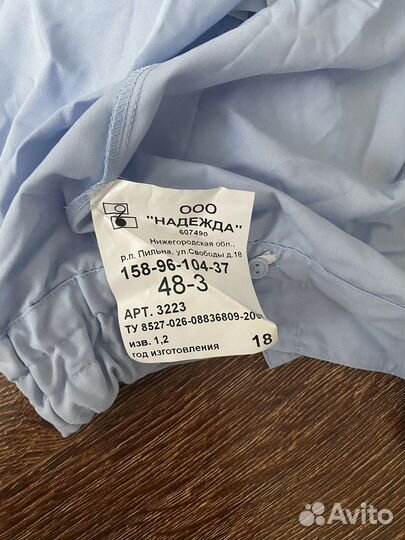 ООО
"НАДЕЖДА"
607490
Нижегородская обл.,
р.п. Пильна, ул.Свободы д.18
158-96-104-37
48-3
АРТ. 3223
ТУ 8527-026-08836809-20
изв. 1,2
год изготовления 18
Avito